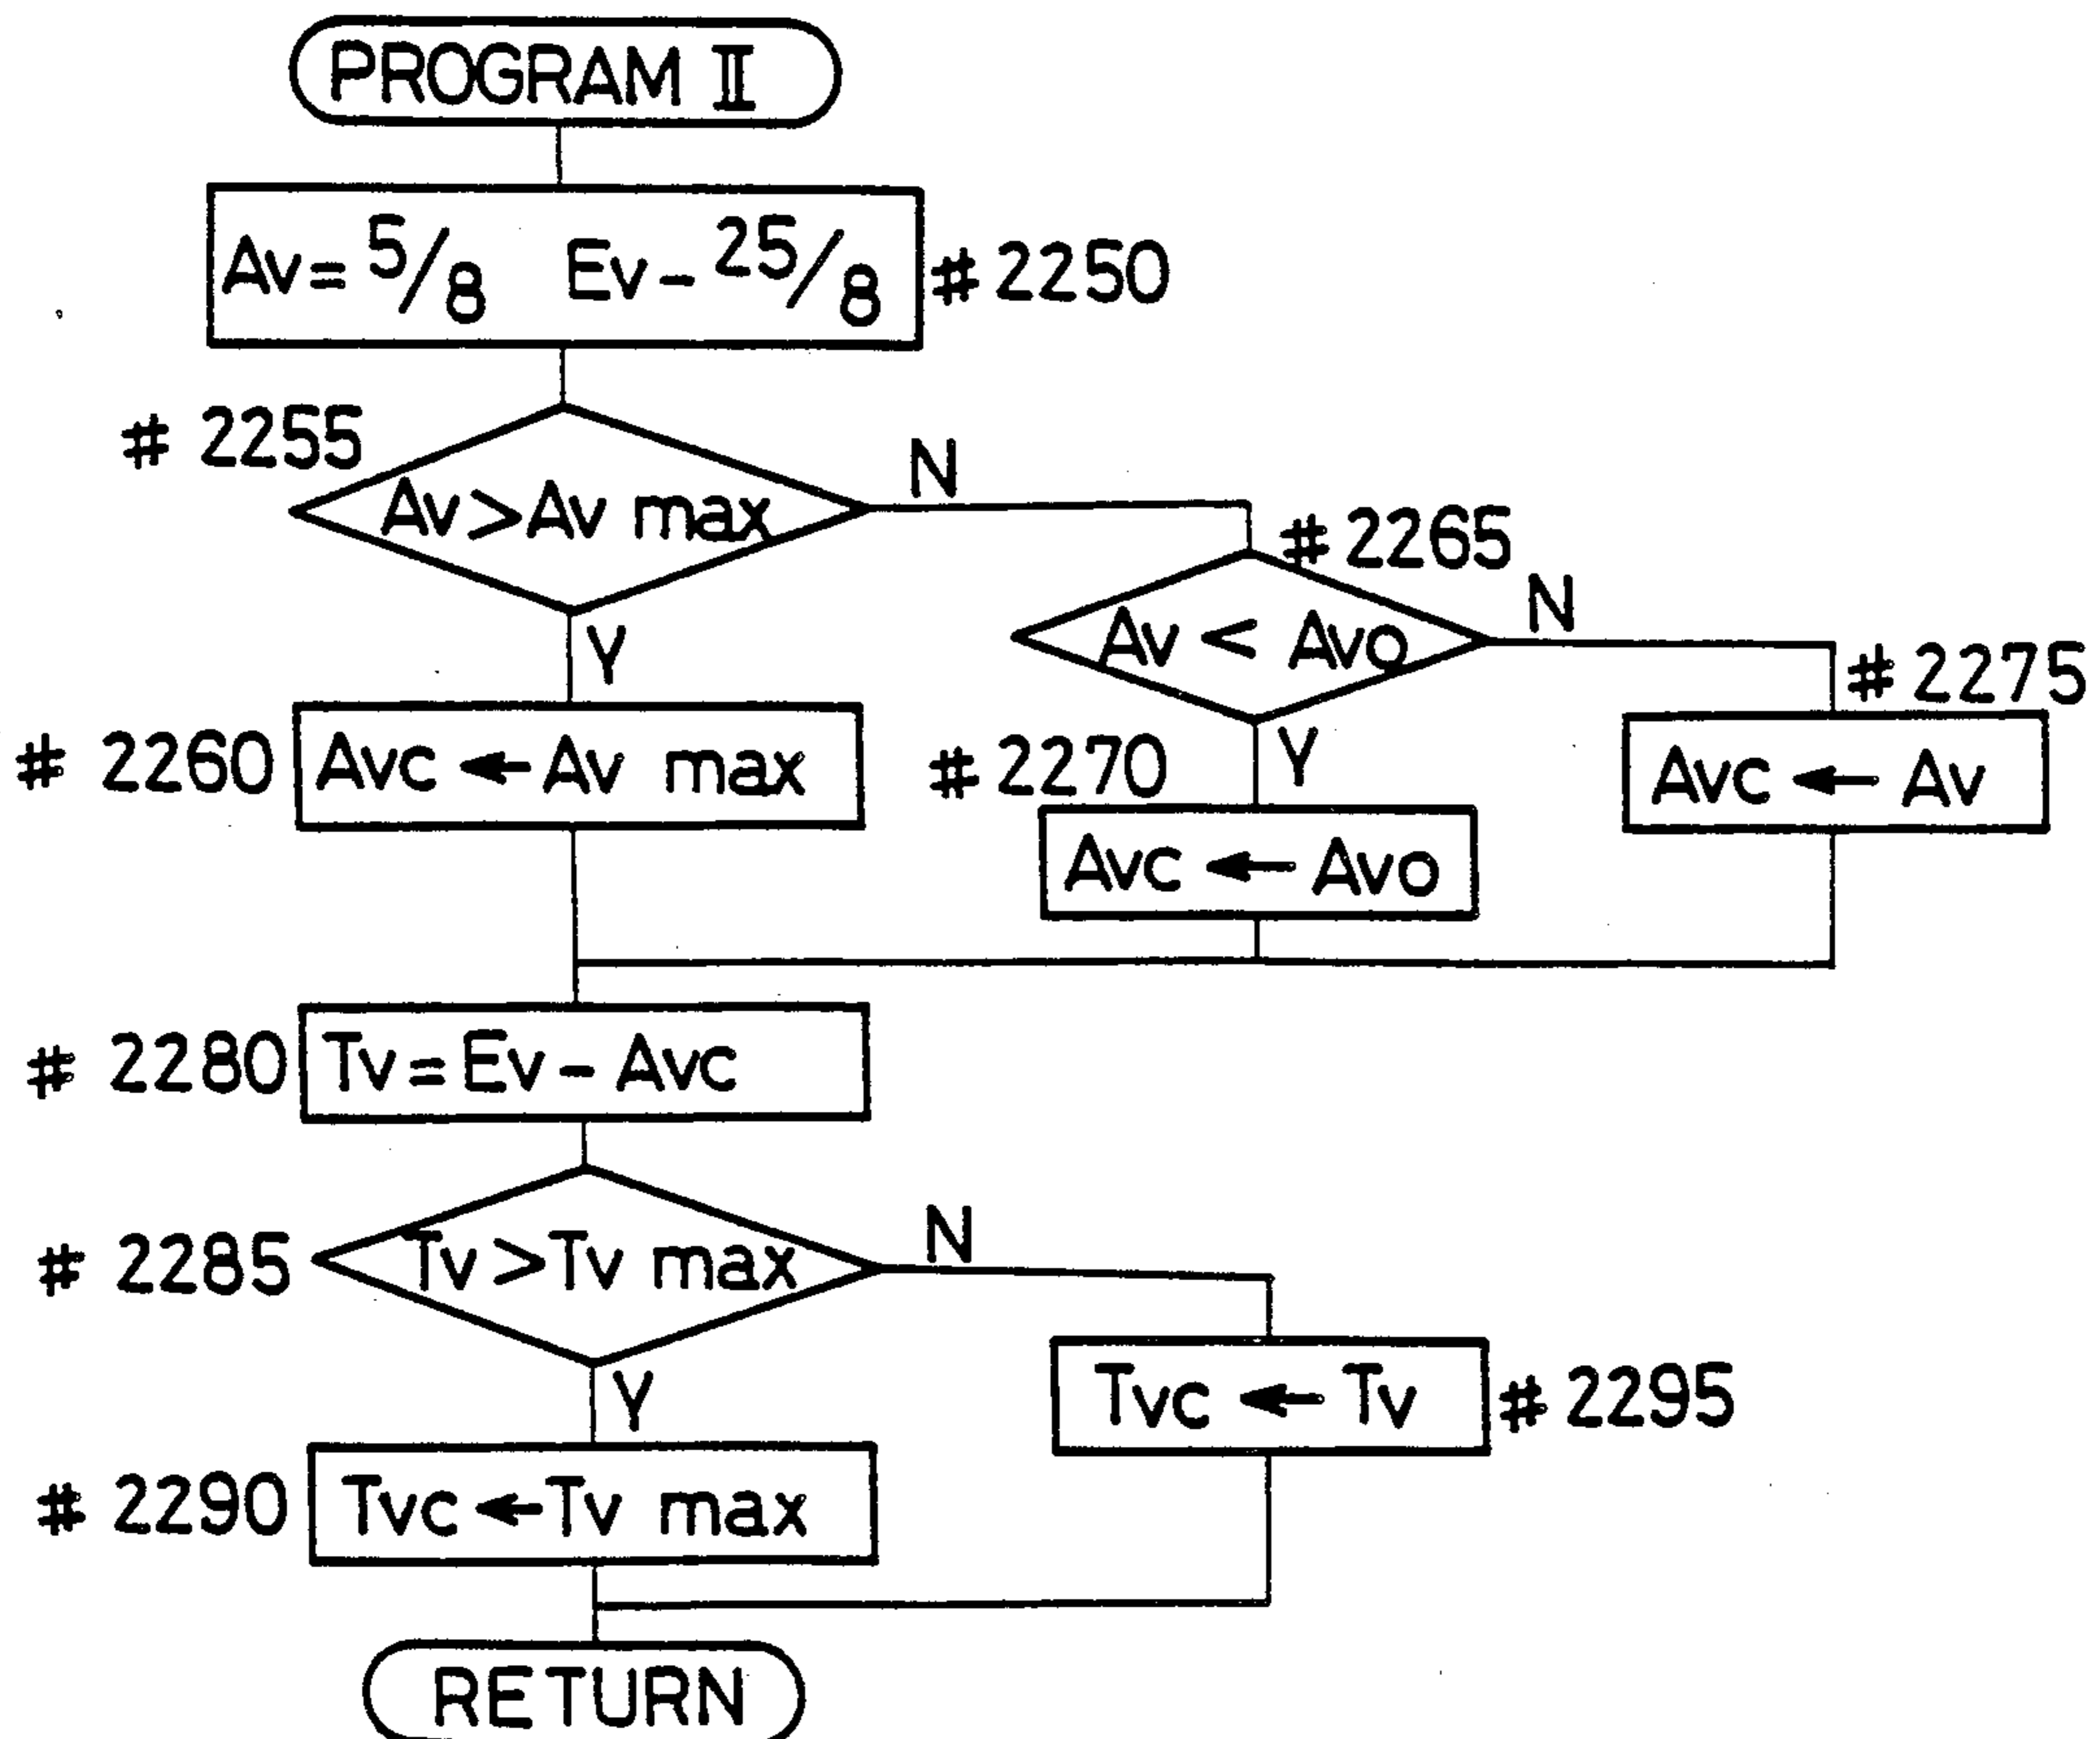 PROGRAM II
Av= 5/8 Ev- 25/8
#2250
# 2255
Av>Av max
N
Y
#2265
Av < Avo
N
Y
#2275
Avc ← Av
# 2260
Avc ← Av max
#2270
Avc ← Avo
# 2280
Tv=Ev- Avc
# 2285
Tv>Tv max
N
Y
Tvc ← Tv
#2295
# 2290
Tvc ← Tv max
RETURN